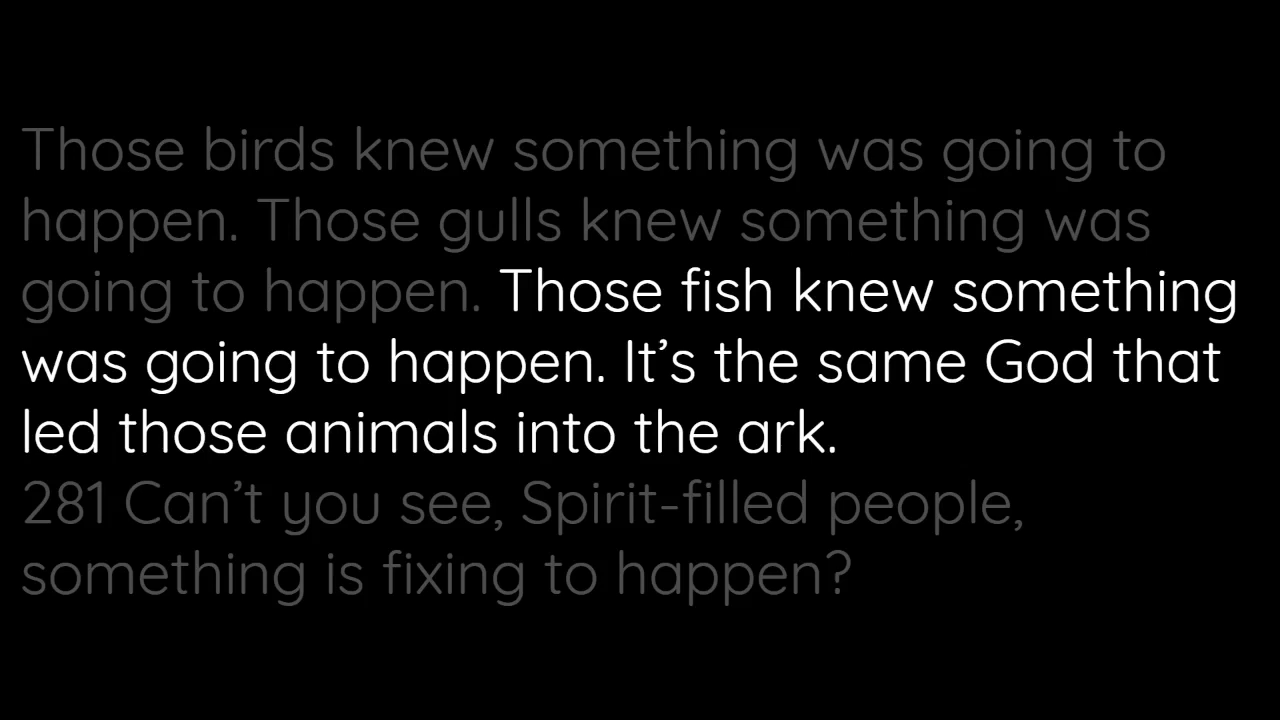 Those birds knew something was going to
happen. Those gulls knew something was
going to happen. Those fish knew something
was going to happen. It’s the same God that
led those animals into the ark.
281 Can’t you see, Spirit-filled people,
something is fixing to happen?